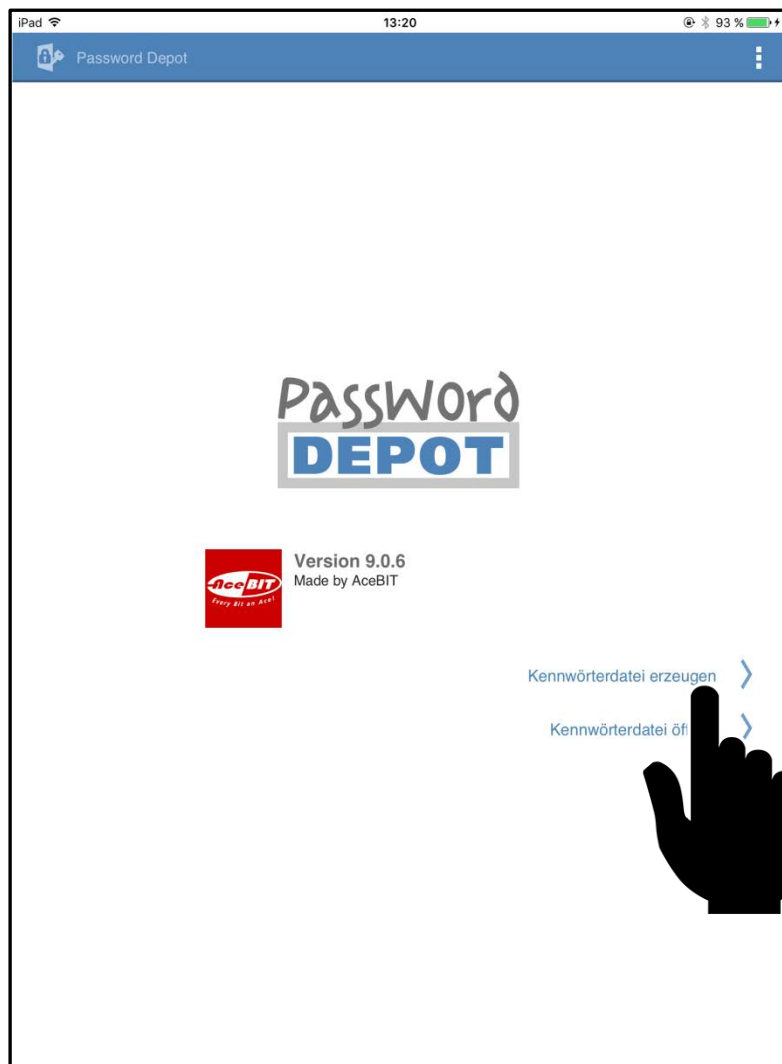 iPad 13:20 93 %
Password Depot
PassWord
DEPOT
AceBIT
Every Bit an Ace!
Version 9.0.6
Made by AceBIT
Kennwörterdatei erzeugen
Kennwörterdatei